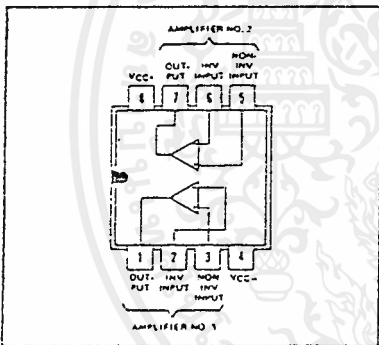 AMPLIFIER NO. 2
VCC+ OUT-PUT INV INPUT NON-INV INPUT
8 7 6 5
1 2 3 4
OUT-PUT INV INPUT NON INV INPUT VCC-
AMPLIFIER NO. 1